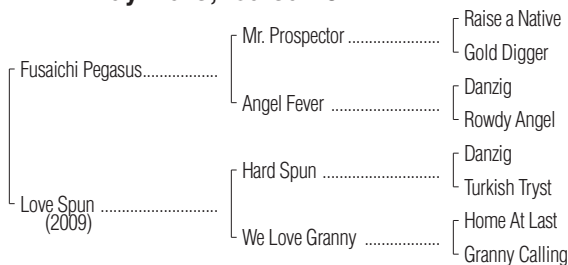 Raise a Native
Mr. Prospector ......................
Gold Digger
Fusaichi Pegasus..................
Danzig
Angel Fever ..........................
Rowdy Angel
Danzig
Hard Spun ............................
Turkish Tryst
Love Spun ............................
(2009)
Home At Last
We Love Granny ..................
Granny Calling